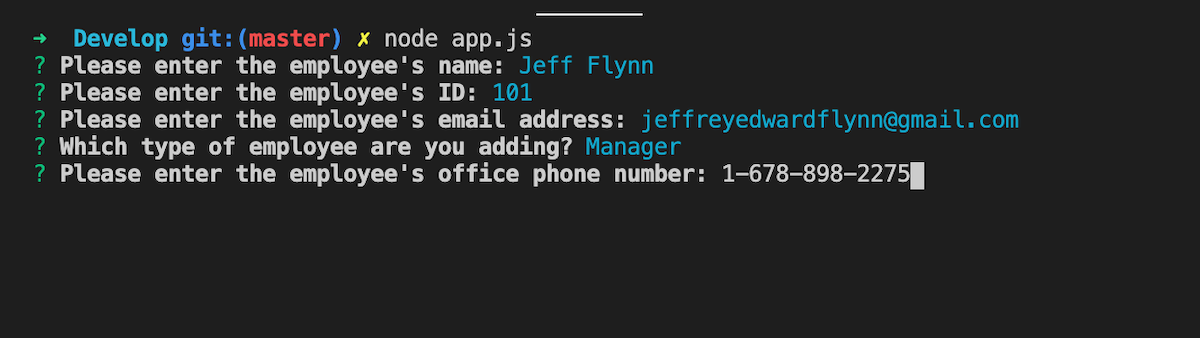 ➜  Develop git:(master) ✗ node app.js
? Please enter the employee's name: Jeff Flynn
? Please enter the employee's ID: 101
? Please enter the employee's email address: jeffreyedwardflynn@gmail.com
? Which type of employee are you adding? Manager
? Please enter the employee's office phone number: 1-678-898-2275